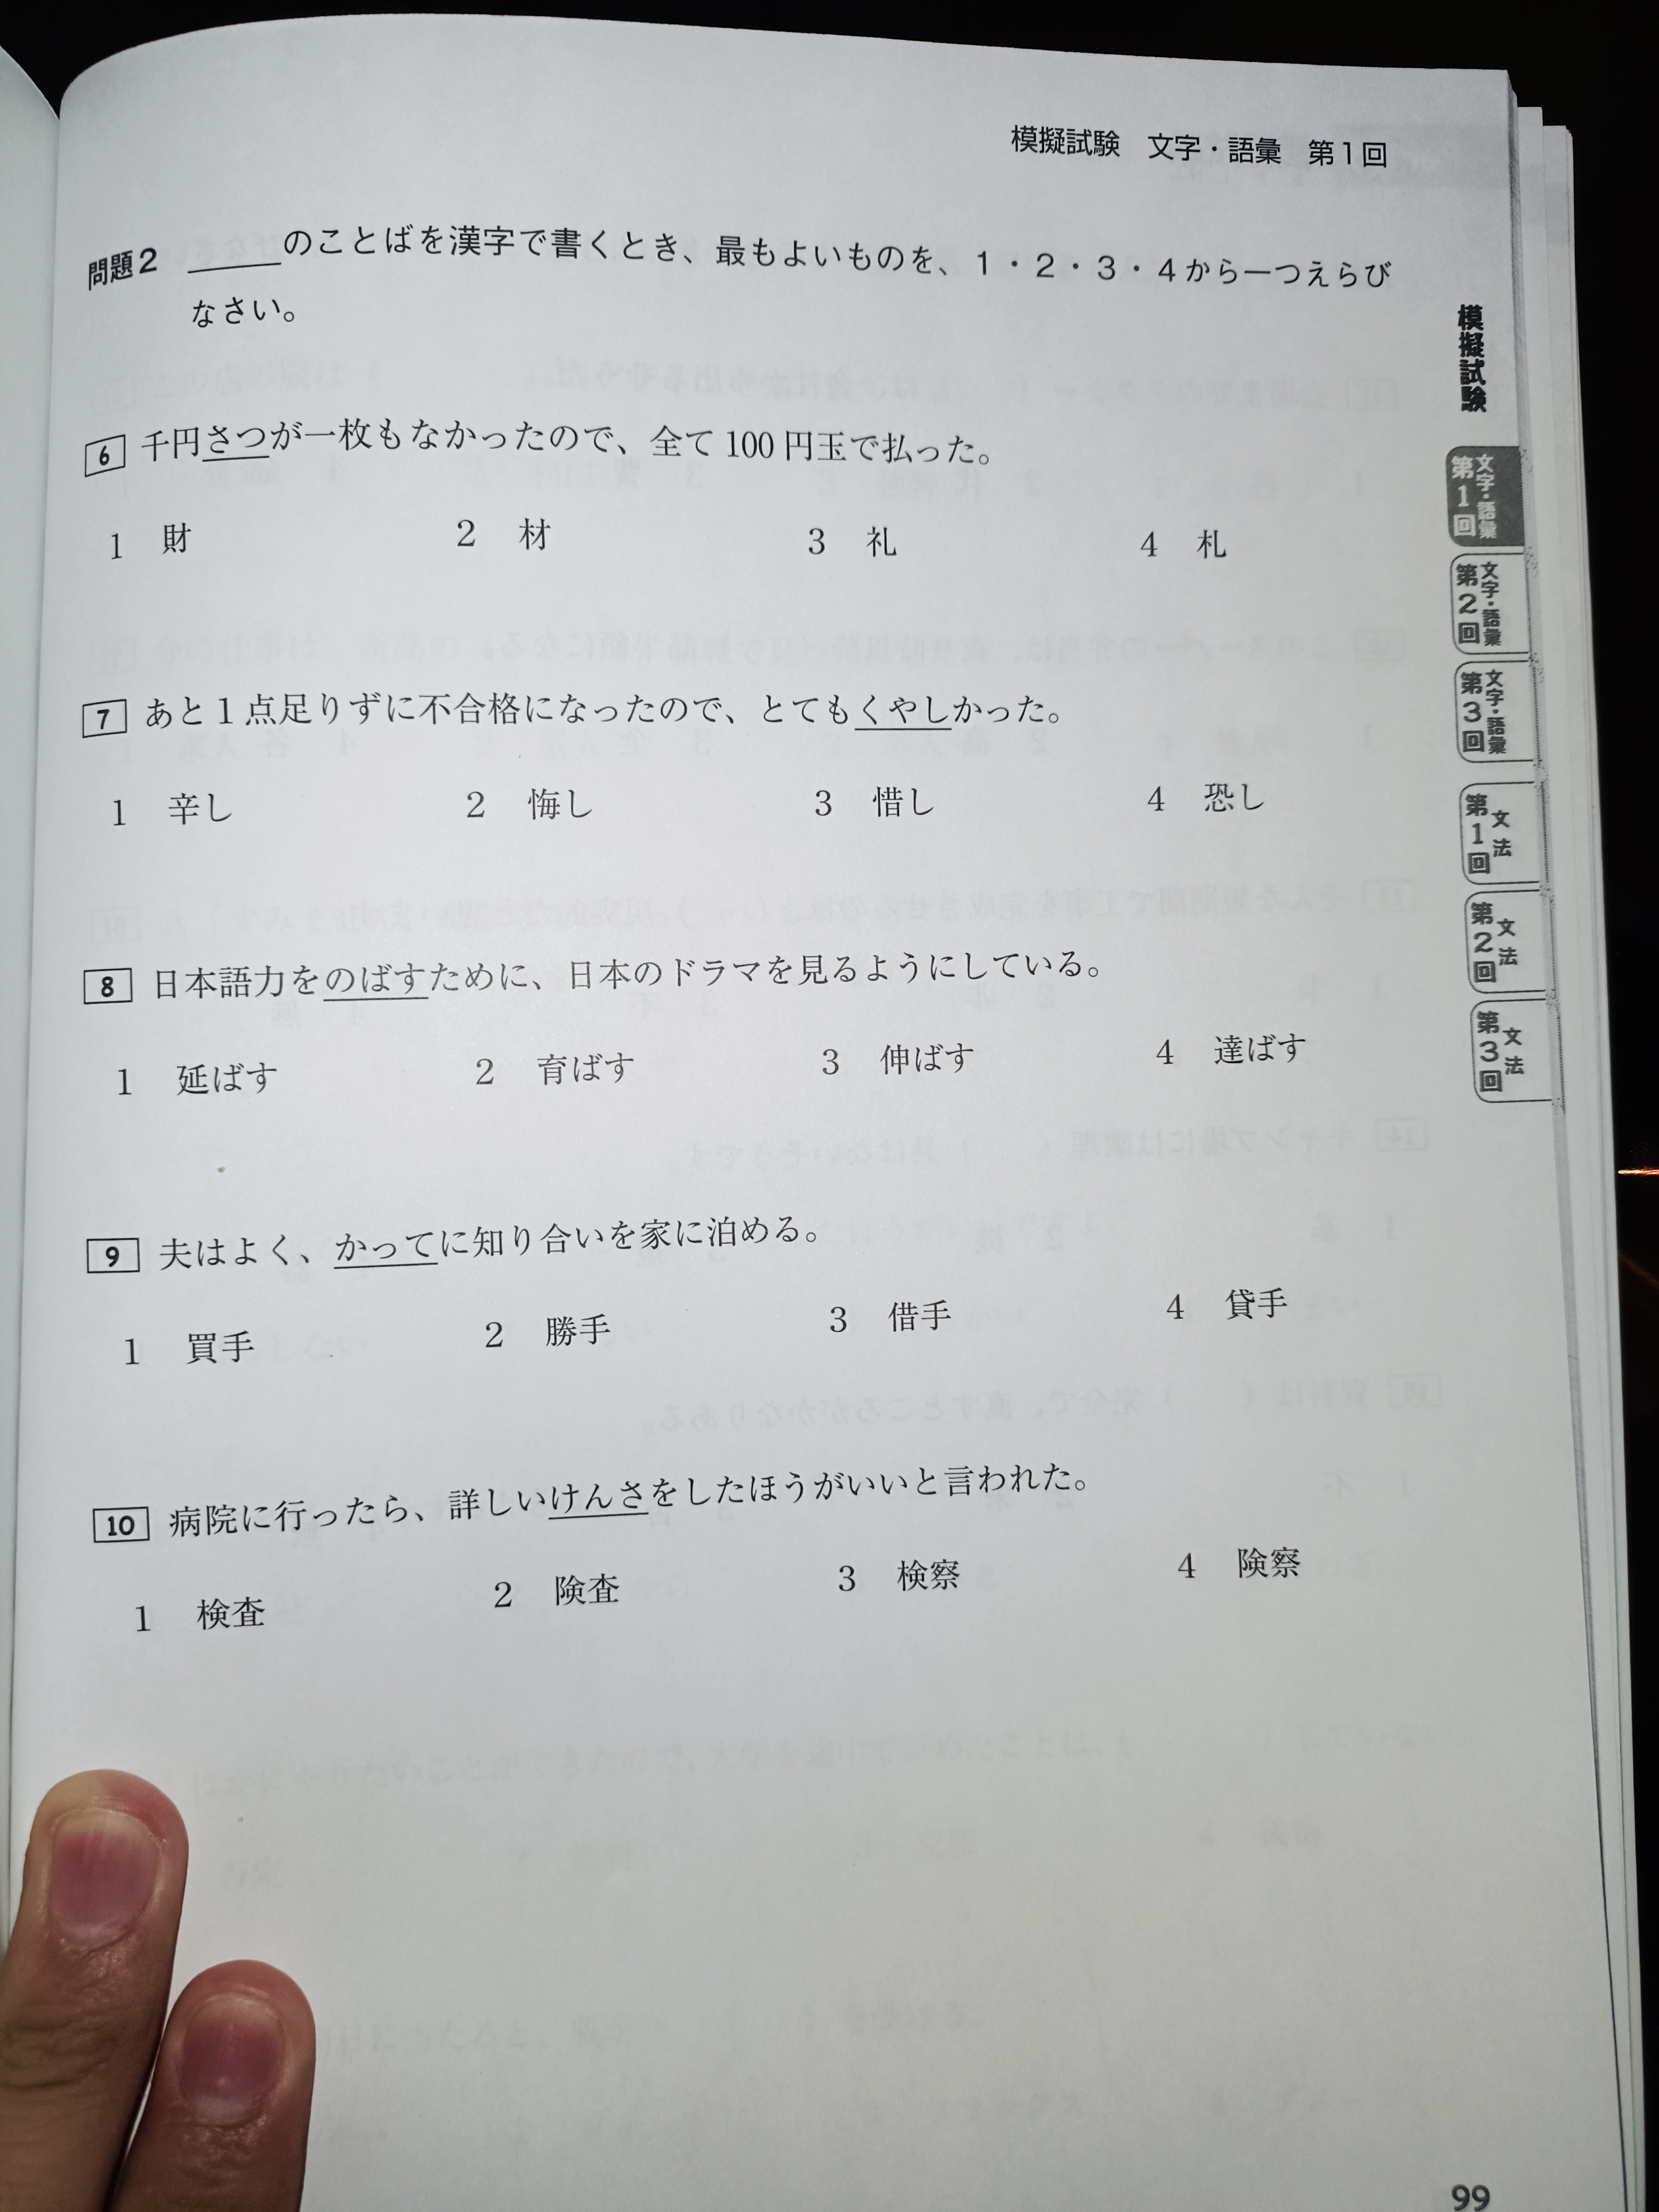 模擬試験　文字・語彙　第1回
問題2　＿＿＿のことばを漢字で書くとき、最もよいものを、1・2・3・4から一つえらび
なさい。
6　千円さつが一枚もなかったので、全て100円玉で払った。
1　財　2　材　3　礼　4　札
7　あと1点足りずに不合格になったので、とてもくやしかった。
1　辛し　2　悔し　3　惜し　4　恐し
8　日本語力をのばすために、日本のドラマを見るようにしている。
1　延ばす　2　育ばす　3　伸ばす　4　達ばす
9　夫はよく、かってに知り合いを家に泊める。
1　買手　2　勝手　3　借手　4　貸手
10　病院に行ったら、詳しいけんさをしたほうがいいと言われた。
1　検査　2　険査　3　検察　4　険察
模擬試験
文字・語彙
第1回
文字・語彙
第2回
文字・語彙
第3回
文法
第1回
文法
第2回
文法
第3回
99